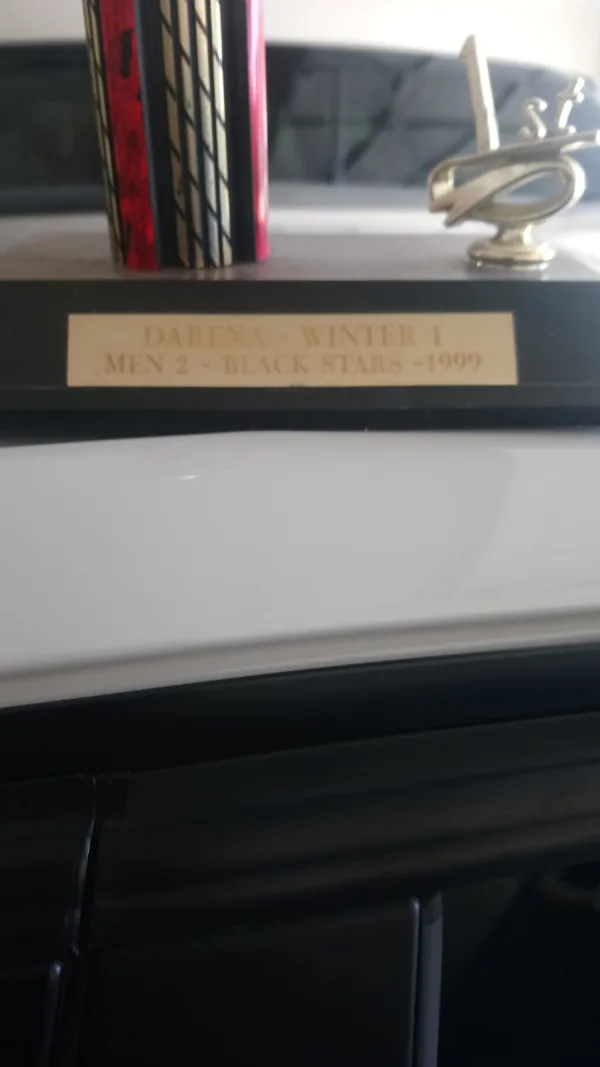 1st
DARENA - WINTER 1
MEN 2 - BLACK STARS -1999